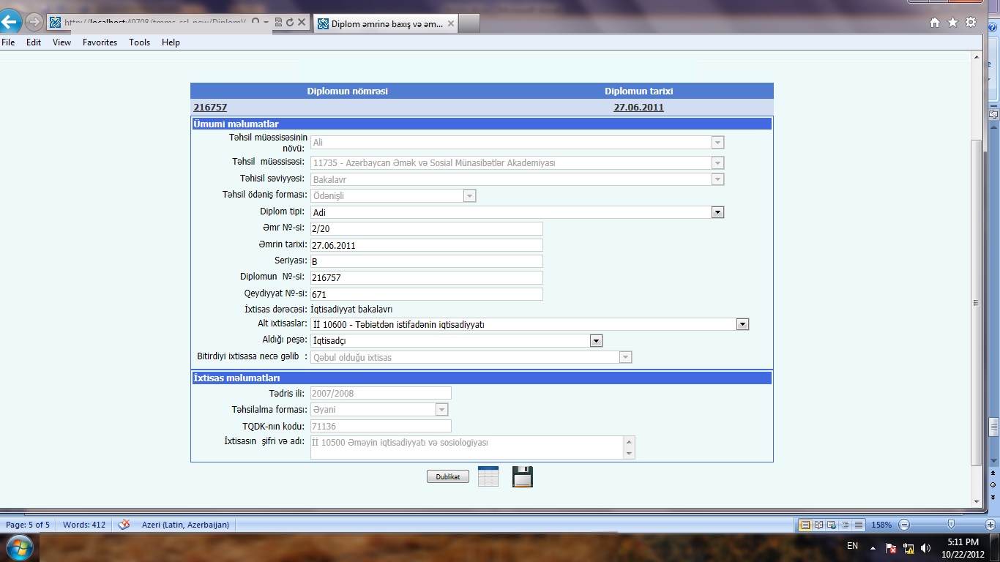 Diplom əmrinə baxış və əm...
File Edit View Favorites Tools Help
Diplomun nömrəsi Diplomun tarixi
216757 27.06.2011
Ümumi məlumatlar
Təhsil müəssisəsinin növü: Ali
Təhsil müəssisəsi: 11735 - Azərbaycan Əmək və Sosial Münasibətlər Akademiyası
Təhisil səviyyəsi: Bakalavr
Təhsil ödəniş forması: Ödənişli
Diplom tipi: Adi
Əmr №-si: 2/20
Əmrin tarixi: 27.06.2011
Seriyası: B
Diplomun №-si: 216757
Qeydiyyat №-si: 671
İxtisas dərəcəsi: İqtisadiyyat bakalavrı
Alt ixtisaslar: İİ 10600 - Təbiətdən istifadənin iqtisadiyyatı
Aldığı peşə: İqtisadçı
Bitirdiyi ixtisasa necə gəlib : Qəbul olduğu ixtisas
İxtisas məlumatları
Tədris ili: 2007/2008
Təhsilalma forması: Əyani
TQDK-nın kodu: 71136
İxtisasın şifri və adı: İİ 10500 Əməyin iqtisadiyyatı və sosiologiyası
Dublikat
Page: 5 of 5 Words: 412 Azeri (Latin, Azerbaijan) 158%
EN 5:11 PM
10/22/2012